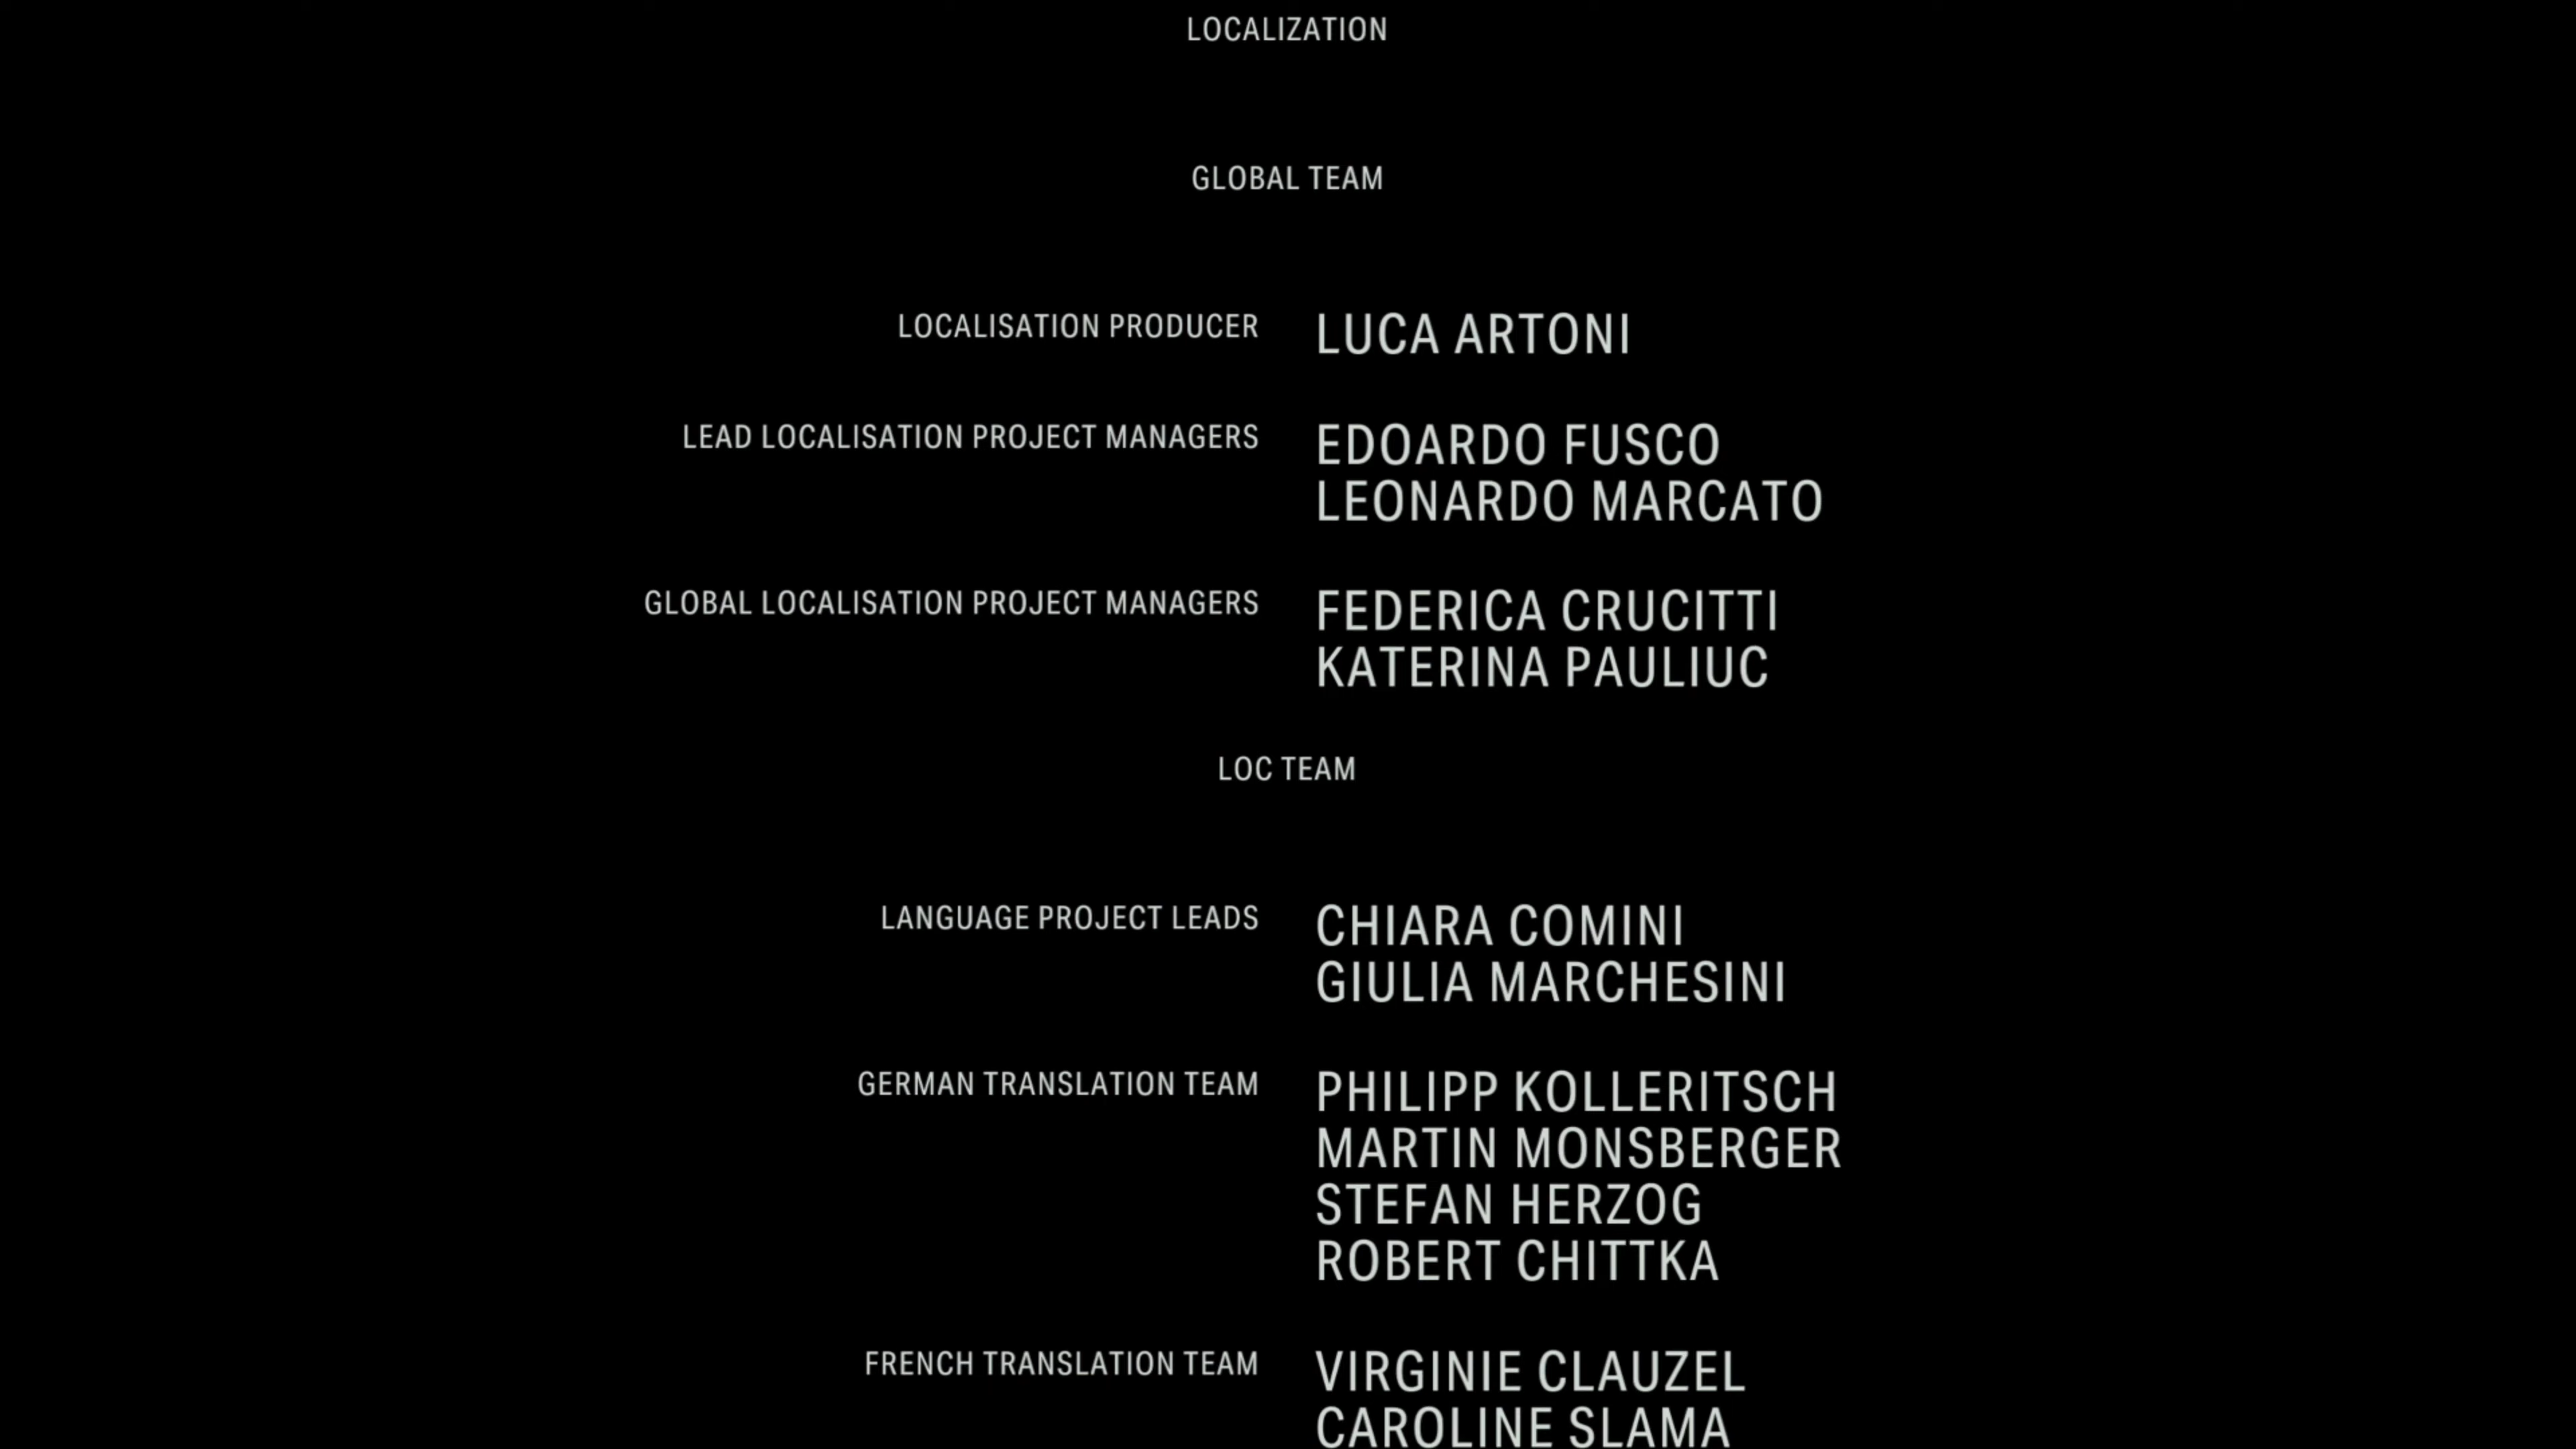 LOCALIZATION
GLOBAL TEAM
LOCALISATION PRODUCER LUCA ARTONI
LEAD LOCALISATION PROJECT MANAGERS EDOARDO FUSCO
LEONARDO MARCATO
GLOBAL LOCALISATION PROJECT MANAGERS FEDERICA CRUCITTI
KATERINA PAULIUC
LOC TEAM
LANGUAGE PROJECT LEADS CHIARA COMINI
GIULIA MARCHESINI
GERMAN TRANSLATION TEAM PHILIPP KOLLERITSCH
MARTIN MONSBERGER
STEFAN HERZOG
ROBERT CHITTKA
FRENCH TRANSLATION TEAM VIRGINIE CLAUZEL
CAROLINE SLAMA